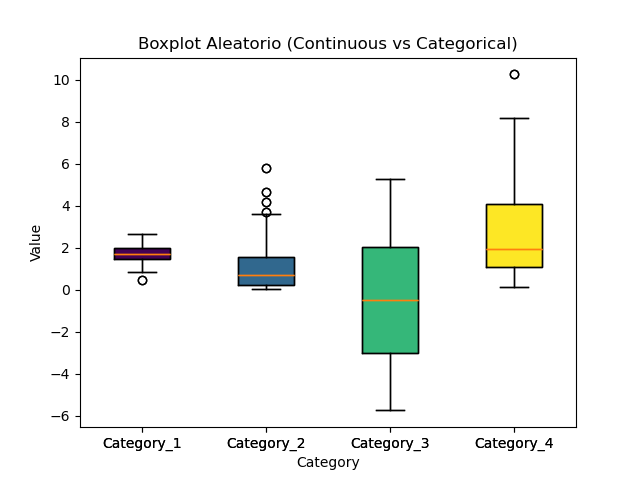 Boxplot Aleatorio (Continuous vs Categorical)
10
8
6
4
2
0
−2
−4
−6
Value
Category_1 Category_2 Category_3 Category_4
Category